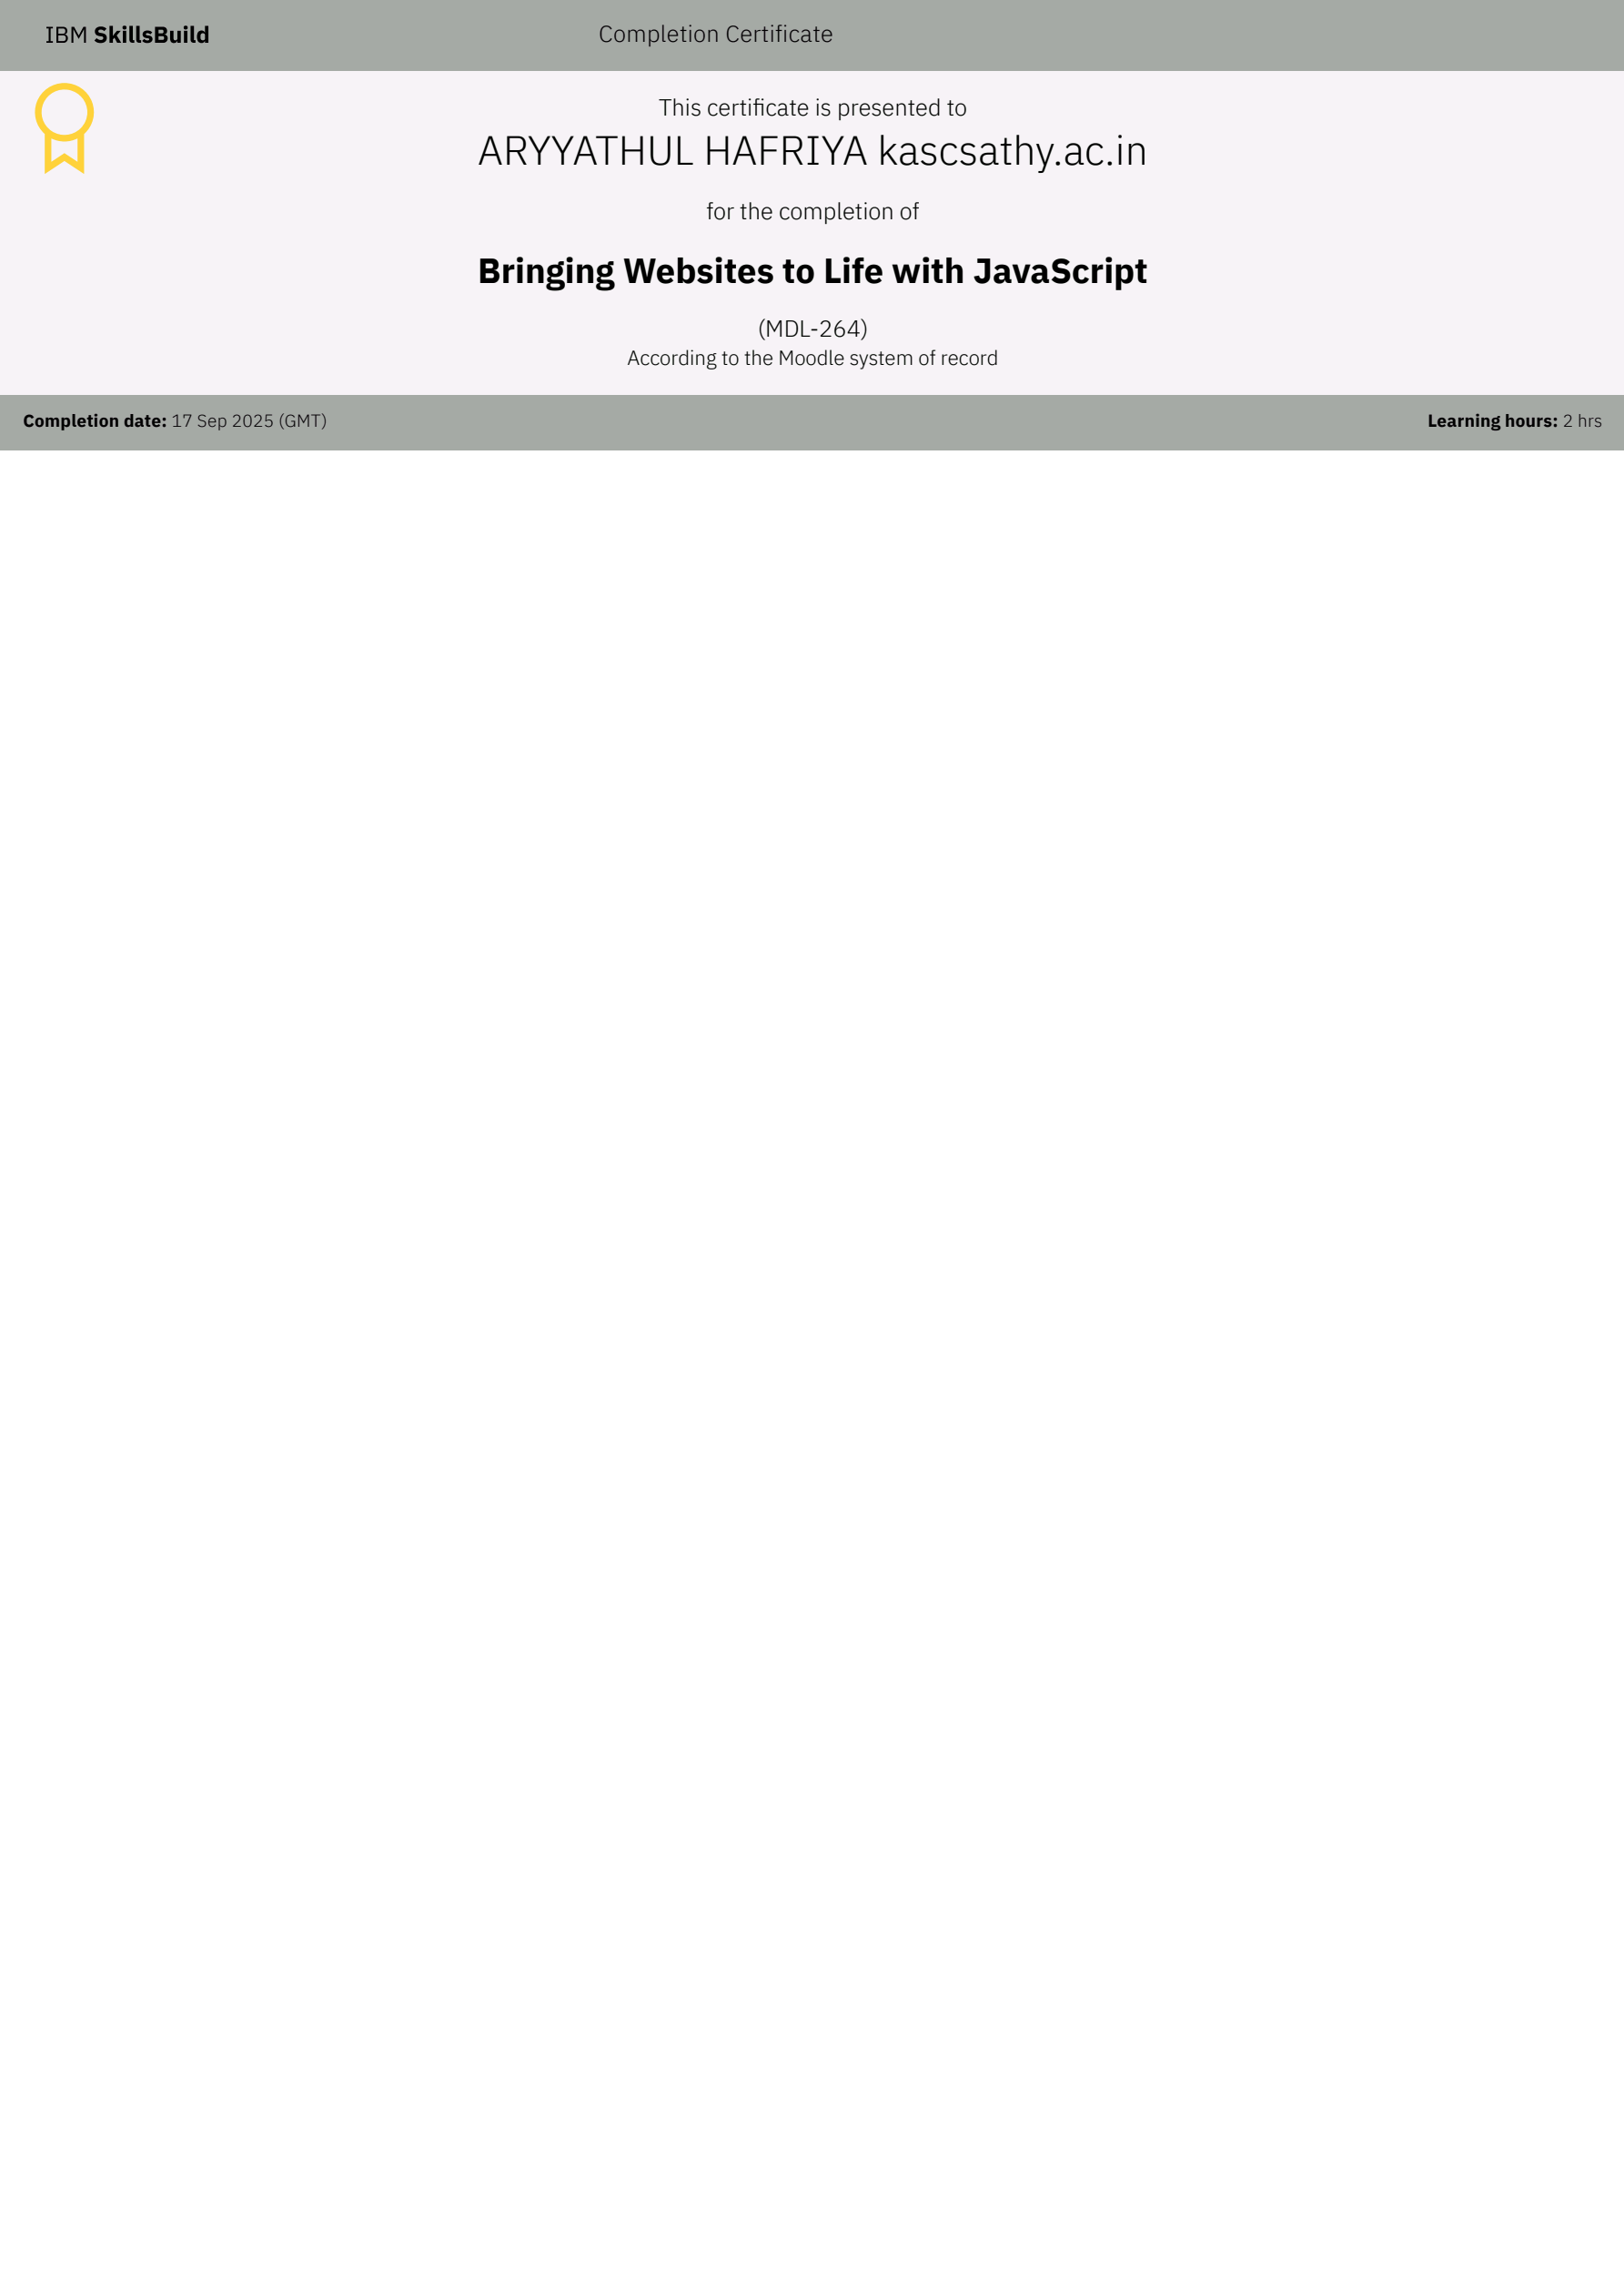 IBM SkillsBuild
Completion Certificate
This certificate is presented to
ARYYATHUL HAFRIYA kascsathy.ac.in
for the completion of
Bringing Websites to Life with JavaScript
(MDL-264)
According to the Moodle system of record
Completion date: 17 Sep 2025 (GMT)
Learning hours: 2 hrs